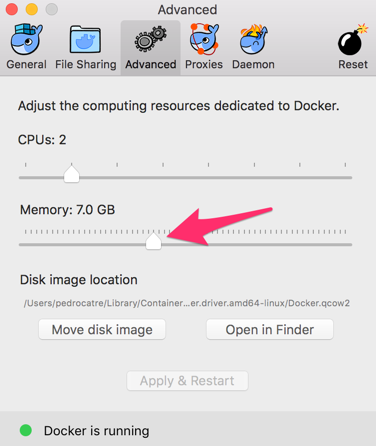 Advanced
General
File Sharing
Advanced
Proxies
Daemon
Reset
Adjust the computing resources dedicated to Docker.
CPUs: 2
Memory: 7.0 GB
Disk image location
/Users/pedrocatre/Library/Container...er.driver.amd64-linux/Docker.qcow2
Move disk image
Open in Finder
Apply & Restart
Docker is running